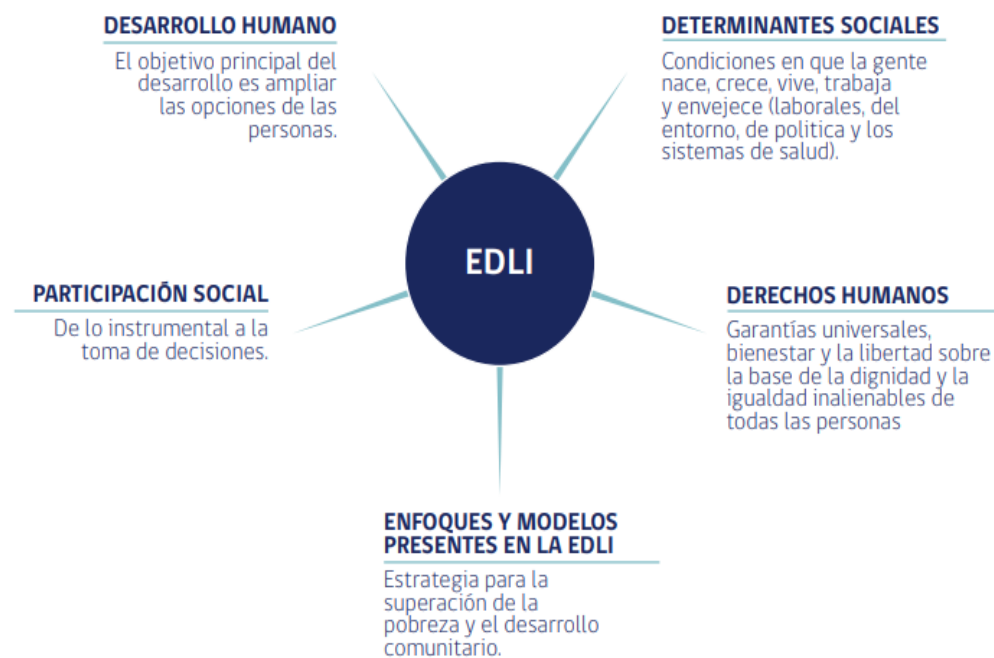 DESARROLLO HUMANO
El objetivo principal del
desarrollo es ampliar
las opciones de las
personas.
DETERMINANTES SOCIALES
Condiciones en que la gente
nace, crece, vive, trabaja
y envejece (laborales, del
entorno, de politica y los
sistemas de salud).
EDLI
PARTICIPACIÓN SOCIAL
De lo instrumental a la
toma de decisiones.
DERECHOS HUMANOS
Garantías universales,
bienestar y la libertad sobre
la base de la dignidad y la
igualdad inalienables de
todas las personas
ENFOQUES Y MODELOS
PRESENTES EN LA EDLI
Estrategia para la
superación de la
pobreza y el desarrollo
comunitario.